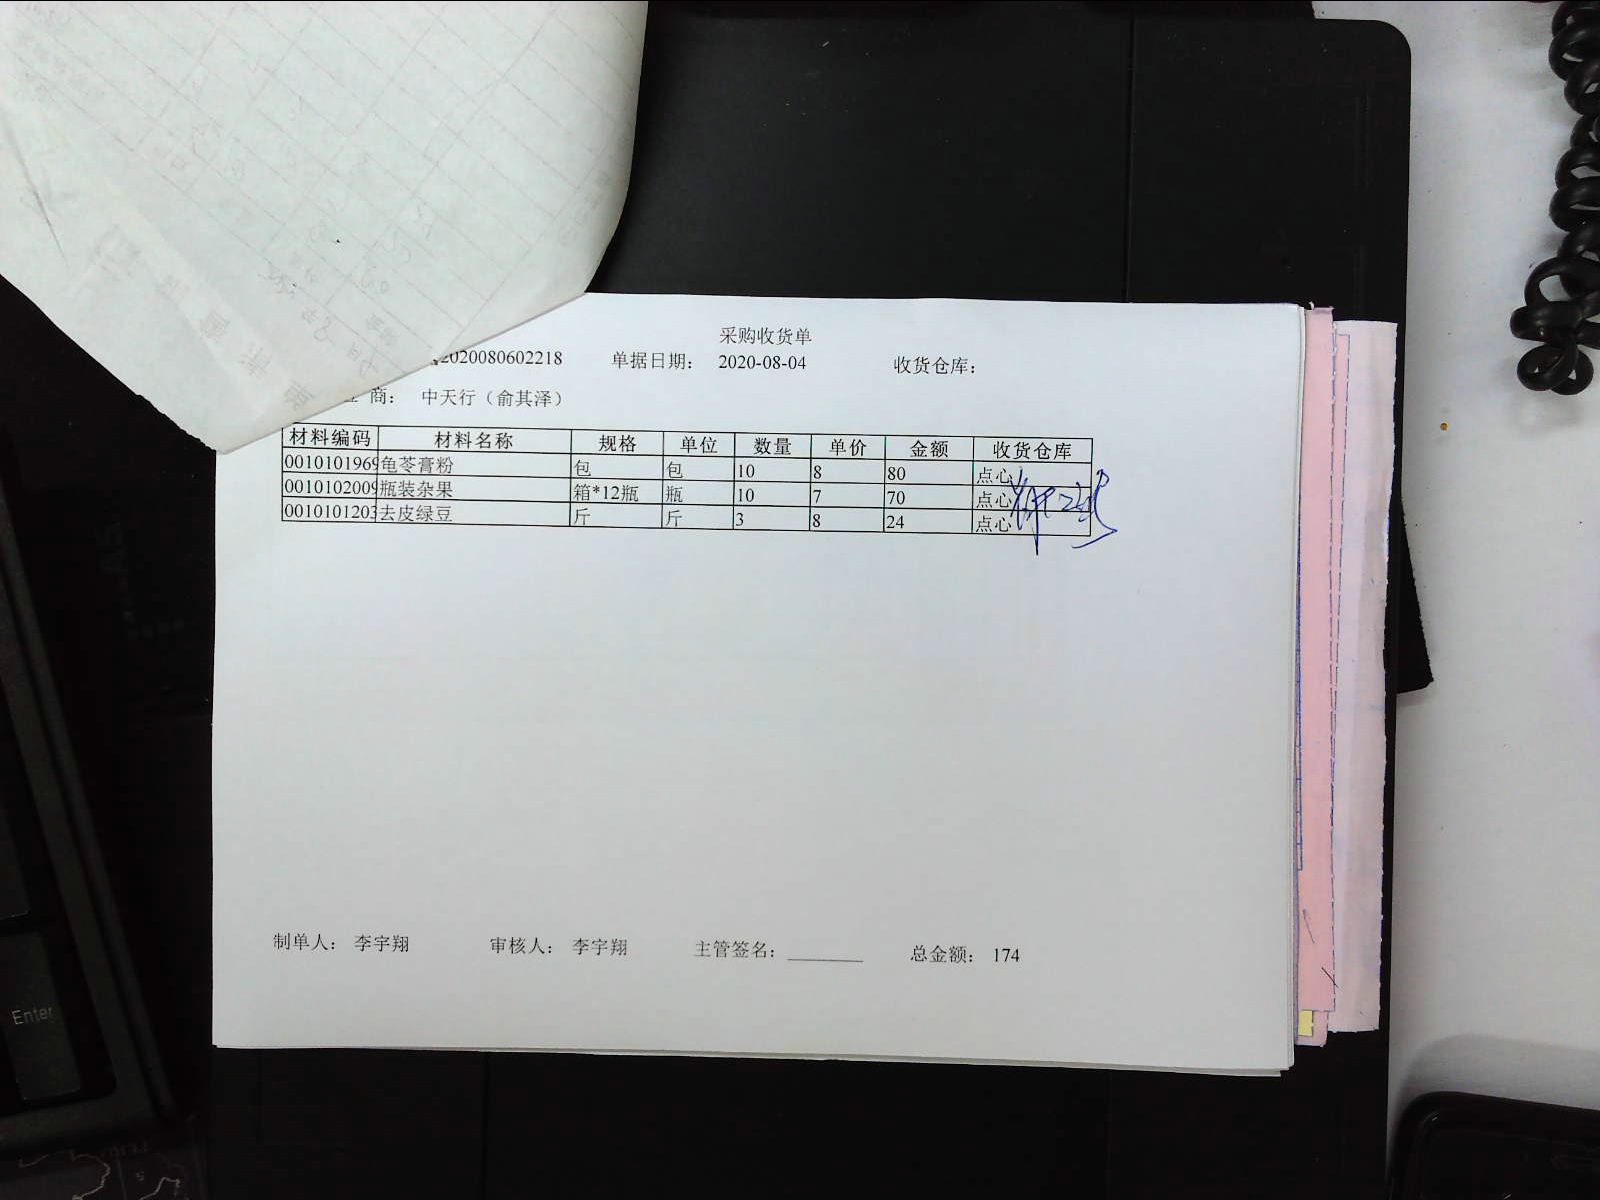 采购收货单
2020080602218 单据日期: 2020-08-04 收货仓库:
商: 中天行（俞其泽）
材料编码 材料名称 规格 单位 数量 单价 金额 收货仓库
0010101969 龟苓膏粉 包 包 10 8 80 点心
0010102009 瓶装杂果 箱*12瓶 瓶 10 7 70 点心
0010101203 去皮绿豆 斤 斤 3 8 24 点心
制单人: 李宇翔 审核人: 李宇翔 主管签名: 总金额: 174
Enter